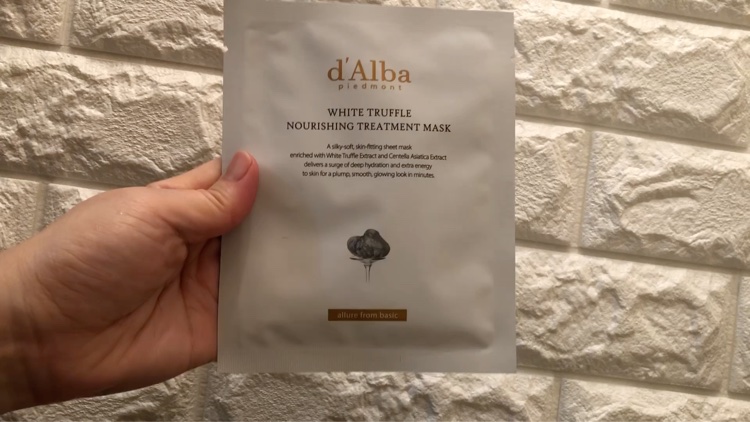 d'Alba
piedmont
WHITE TRUFFLE
NOURISHING TREATMENT MASK
A silky-soft, skin-fitting sheet mask
enriched with White Truffle Extract and Centella Asiatica Extract
delivers a surge of deep hydration and extra energy
to skin for a plump, smooth, glowing look in minutes.
allure from basic